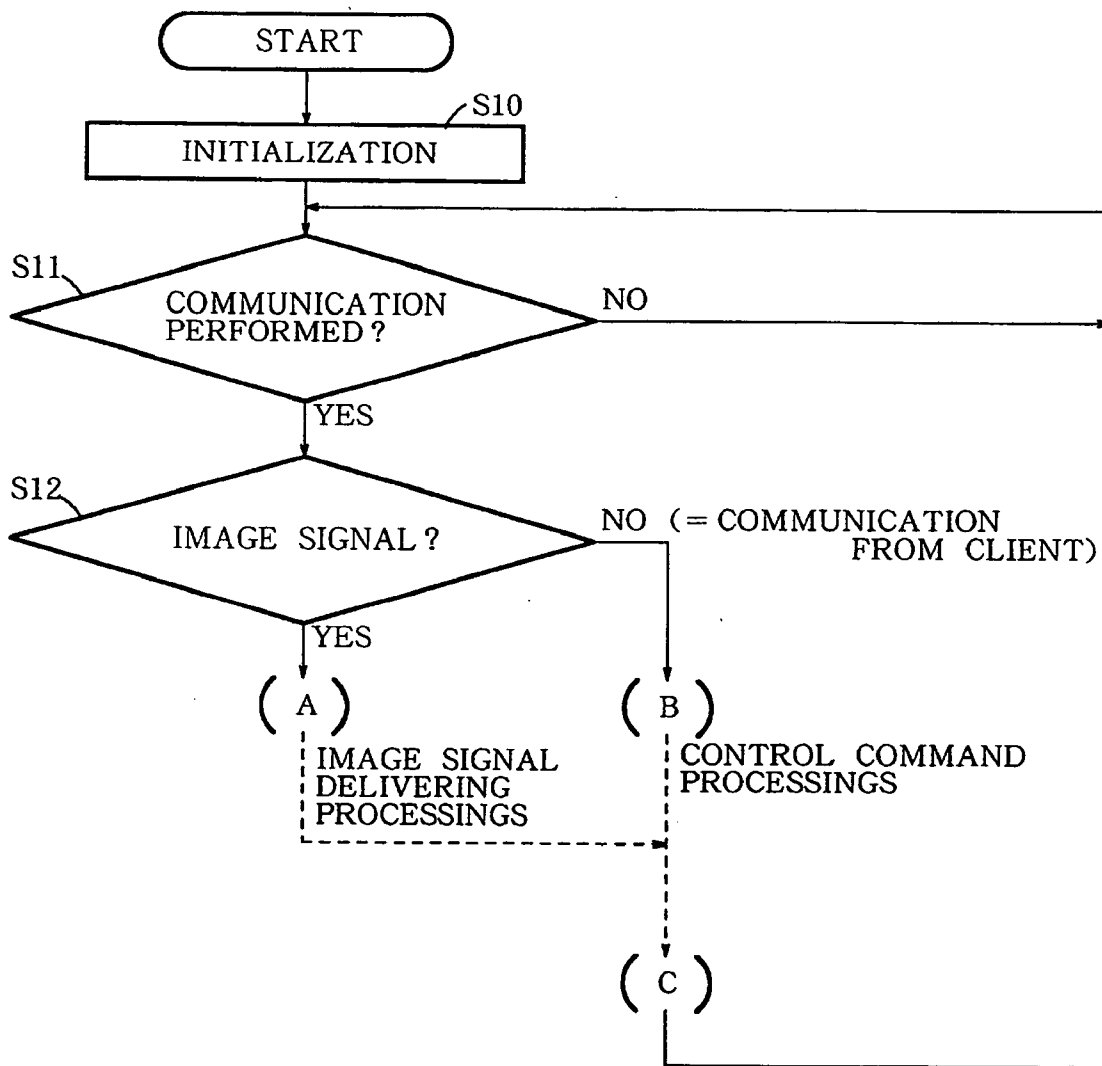 START
S10
INITIALIZATION
S11
COMMUNICATION
PERFORMED?
NO
YES
S12
IMAGE SIGNAL?
NO (=COMMUNICATION
FROM CLIENT)
YES
(A)
(B)
IMAGE SIGNAL
DELIVERING
PROCESSINGS
CONTROL COMMAND
PROCESSINGS
(C)